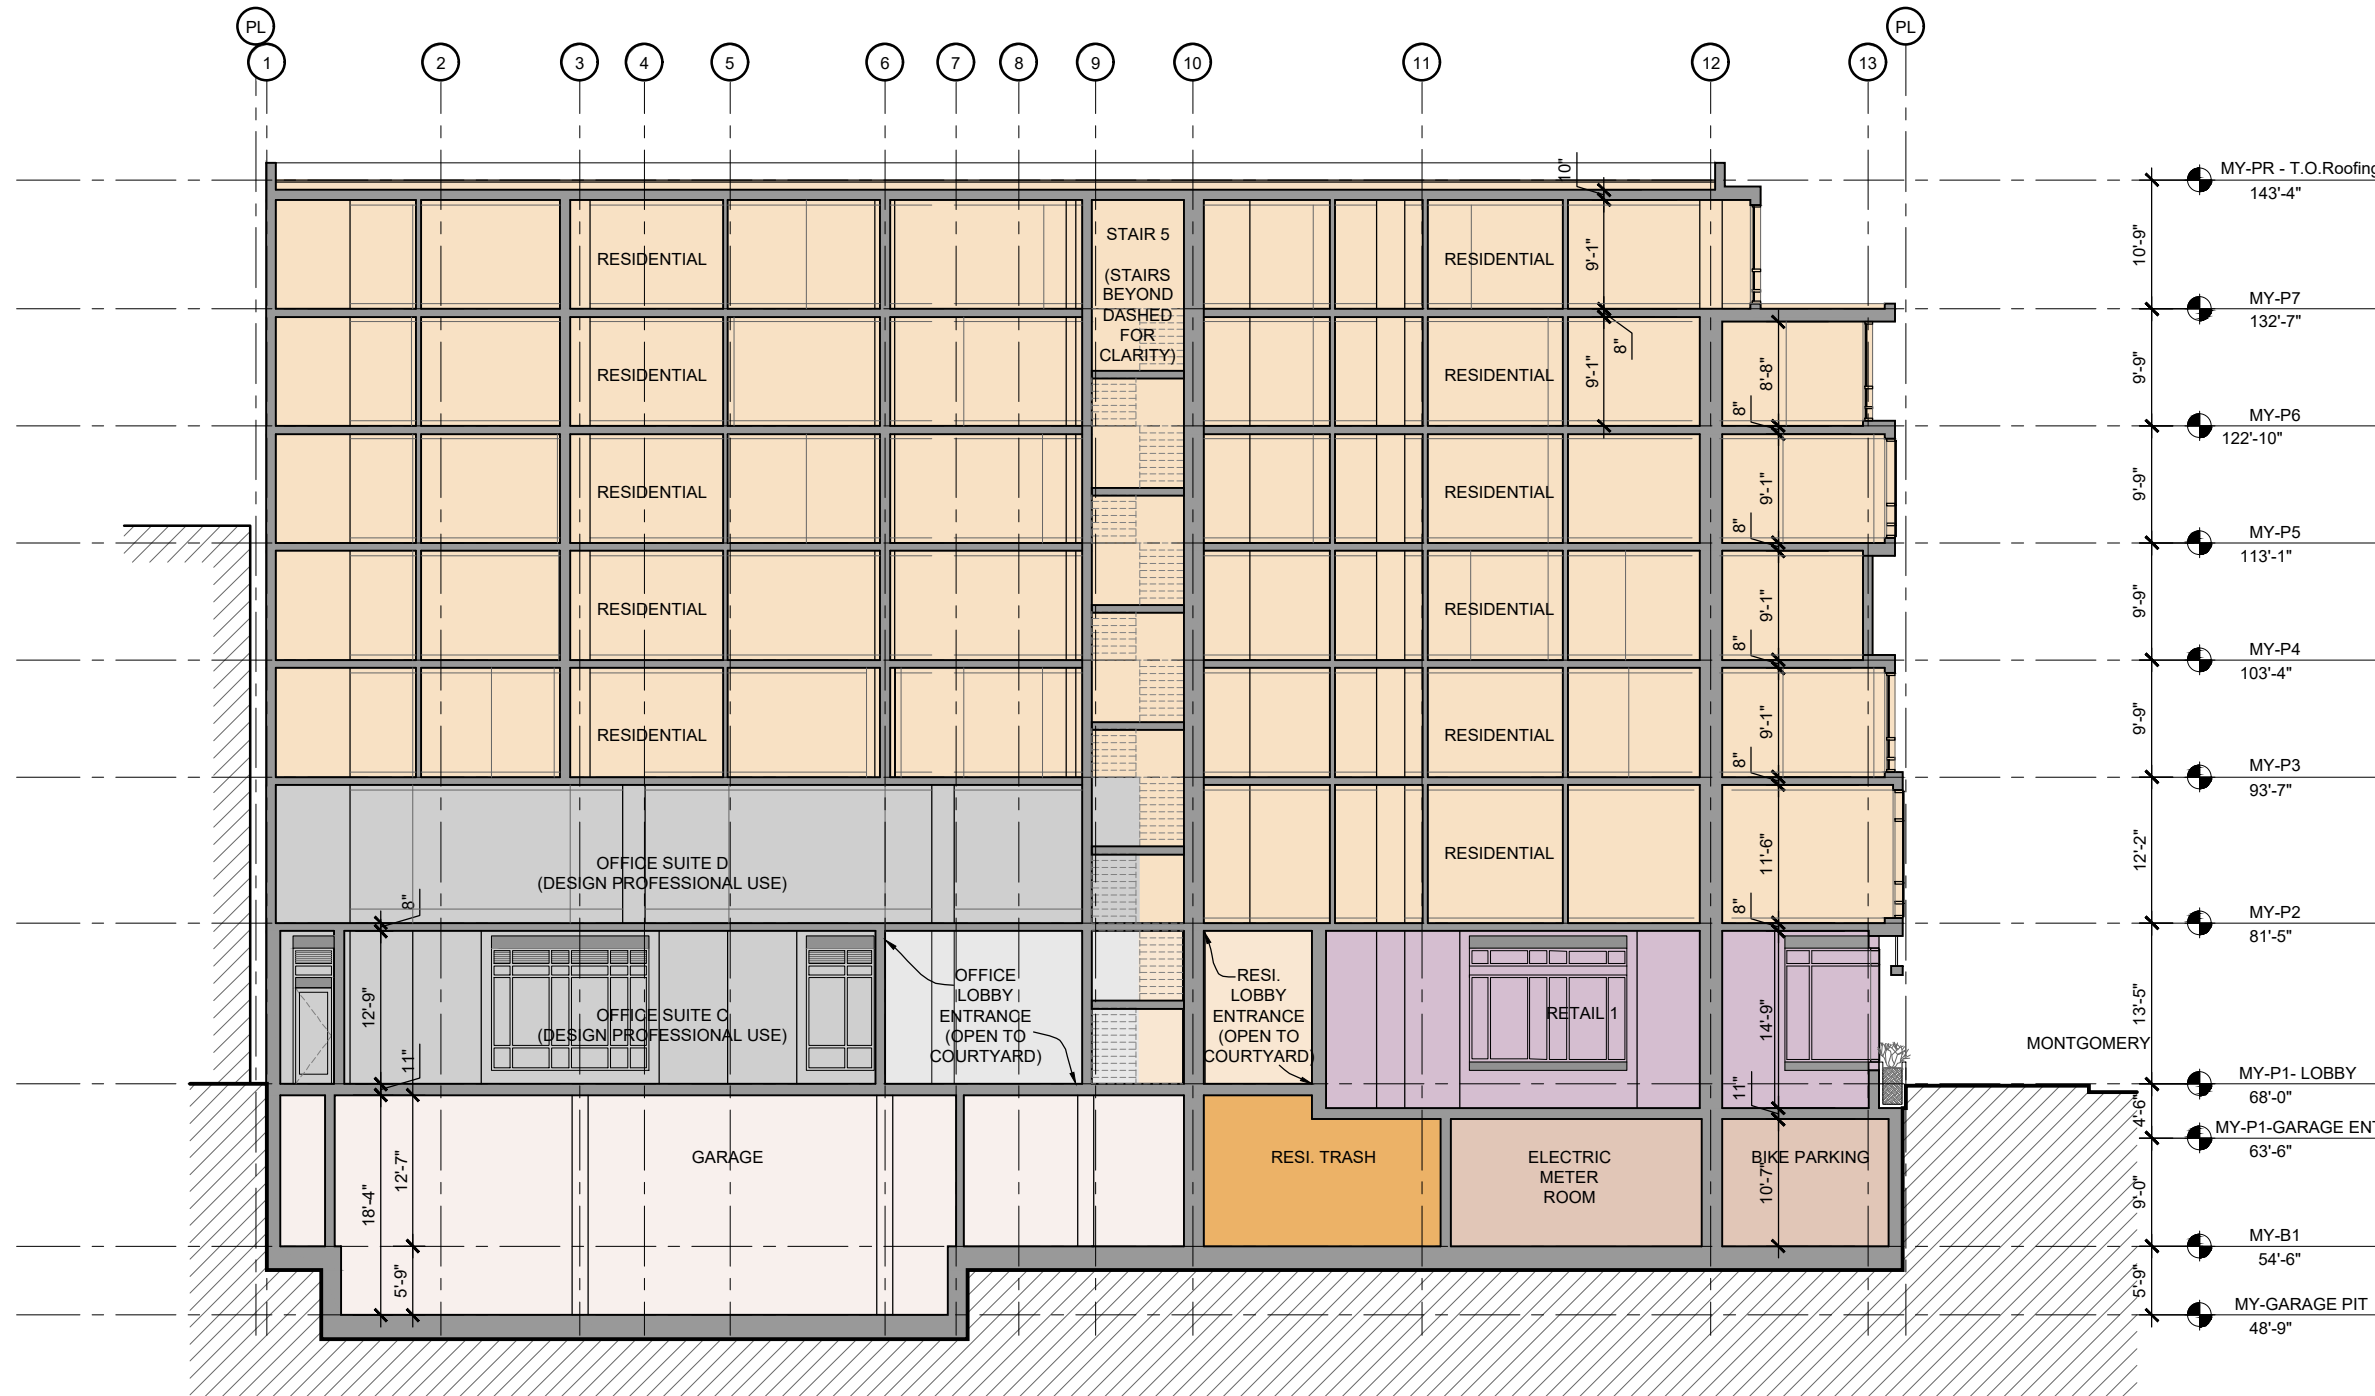 PL
PL
1
2
3
4
5
6
7
8
9
10
11
12
13
10"
MY-PR - T.O.Roofing
143'-4"
STAIR 5
(STAIRS
BEYOND
DASHED
FOR
CLARITY)
RESIDENTIAL
RESIDENTIAL
9'-1"
10'-9"
MY-P7
132'-7"
8"
RESIDENTIAL
RESIDENTIAL
9'-1"
8'-8"
8"
9'-9"
MY-P6
122'-10"
RESIDENTIAL
RESIDENTIAL
9'-1"
8"
9'-9"
MY-P5
113'-1"
RESIDENTIAL
RESIDENTIAL
9'-1"
8"
9'-9"
MY-P4
103'-4"
RESIDENTIAL
RESIDENTIAL
9'-1"
8"
9'-9"
MY-P3
93'-7"
OFFICE SUITE D
(DESIGN PROFESSIONAL USE)
8"
RESIDENTIAL
11'-6"
8"
12'-2"
MY-P2
81'-5"
12'-9"
OFFICE SUITE C
(DESIGN PROFESSIONAL USE)
11"
OFFICE
LOBBY
ENTRANCE
(OPEN TO
COURTYARD)
RESI.
LOBBY
ENTRANCE
(OPEN TO
COURTYARD)
RETAIL 1
14'-9"
11"
13'-5"
MONTGOMERY
MY-P1- LOBBY
68'-0"
4'-6"
MY-P1-GARAGE ENT
63'-6"
18'-4"
12'-7"
GARAGE
RESI. TRASH
ELECTRIC
METER
ROOM
BIKE PARKING
10'-7"
9'-0"
MY-B1
54'-6"
5'-9"
5'-9"
MY-GARAGE PIT
48'-9"